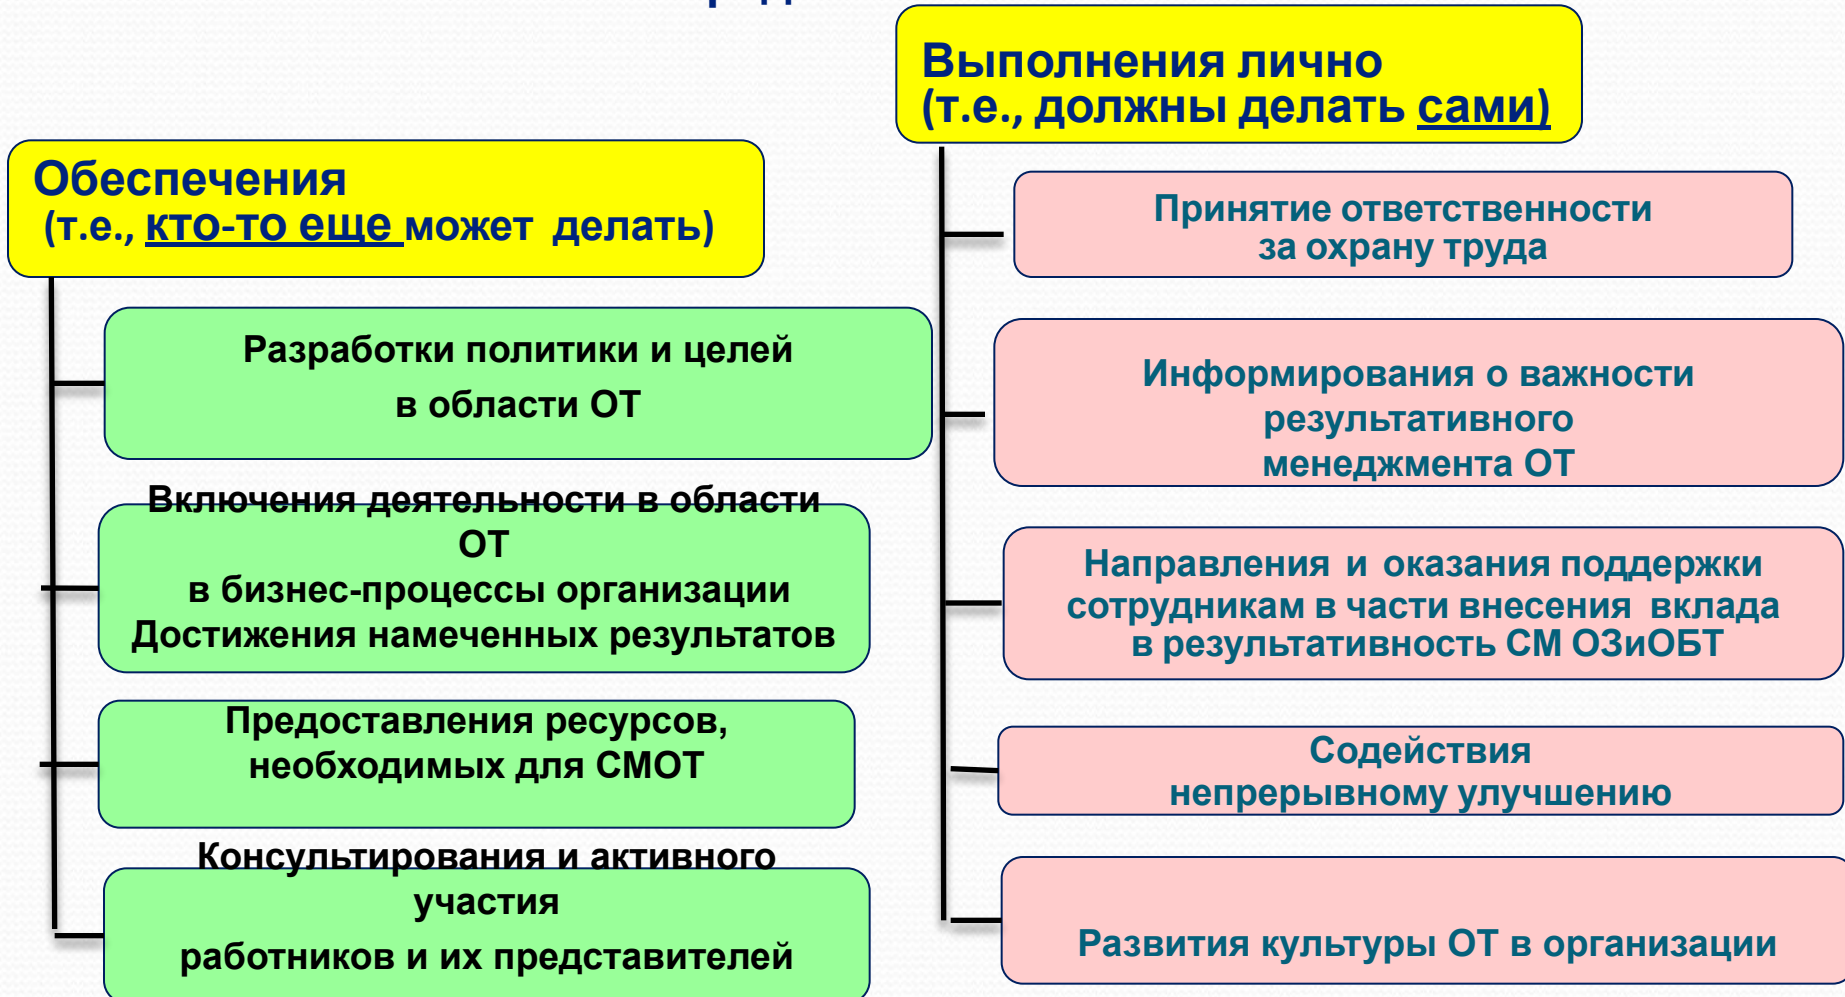 Обеспечения
(т.е., кто-то еще может делать)
Разработки политики и целей
в области ОТ
Включения деятельности в области
ОТ
в бизнес-процессы организации
Достижения намеченных результатов
Предоставления ресурсов,
необходимых для СМОТ
Консультирования и активного
участия
работников и их представителей
Выполнения лично
(т.е., должны делать сами)
Принятие ответственности
за охрану труда
Информирования о важности
результативного
менеджмента ОТ
Направления и оказания поддержки
сотрудникам в части внесения вклада
в результативность СМ ОЗиОБТ
Содействия
непрерывному улучшению
Развития культуры ОТ в организации